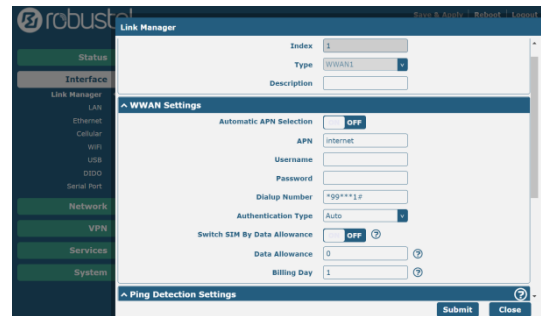 robustel
Save & Apply | Reboot | Logout
Link Manager
Status
Interface
Link Manager
LAN
Ethernet
Cellular
WiFi
USB
DIDO
Serial Port
Network
VPN
Services
System
Index 1
Type WWAN1 v
Description
^ WWAN Settings
Automatic APN Selection OFF
APN internet
Username
Password
Dialup Number *99***1#
Authentication Type Auto v
Switch SIM By Data Allowance OFF ?
Data Allowance 0 ?
Billing Day 1 ?
^ Ping Detection Settings ?
Submit Close